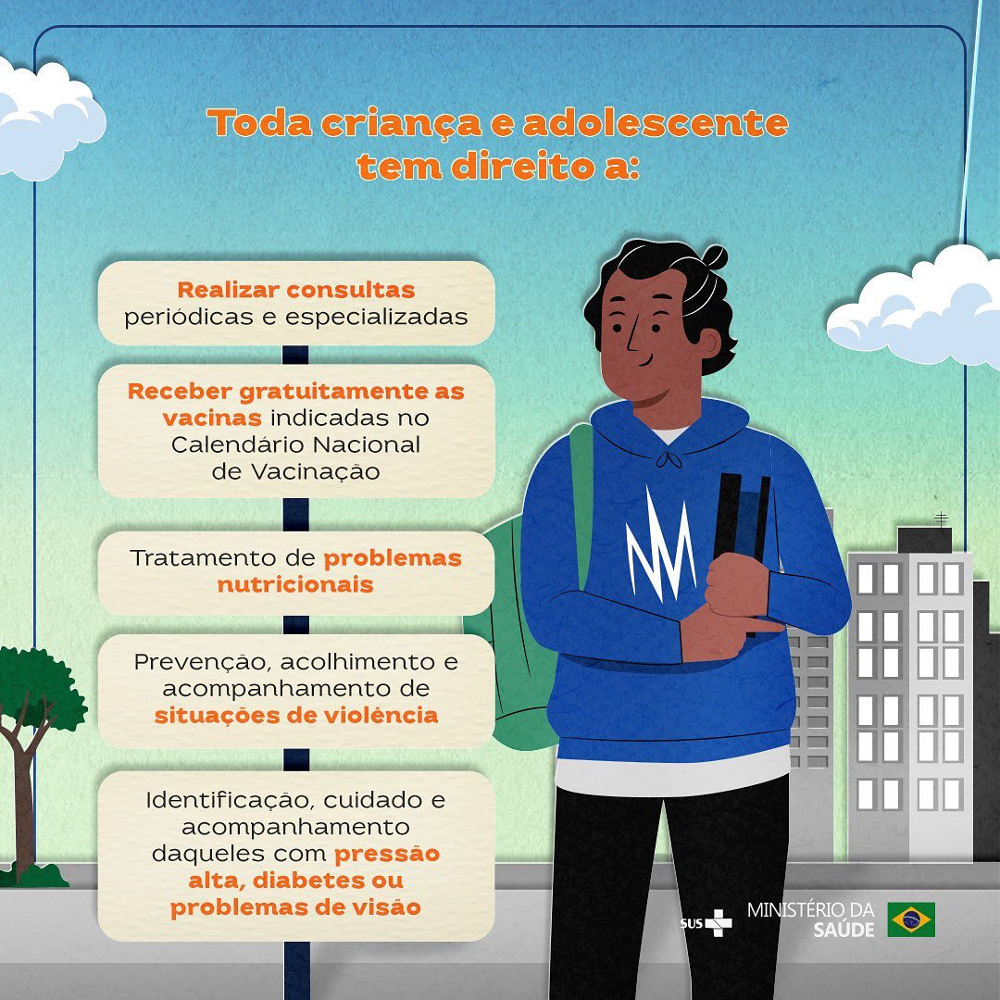 Toda criança e adolescente
tem direito a:
Realizar consultas
periódicas e especializadas
Receber gratuitamente as
vacinas indicadas no
Calendário Nacional
de Vacinação
Tratamento de problemas
nutricionais
Prevenção, acolhimento e
acompanhamento de
situações de violência
Identificação, cuidado e
acompanhamento
daqueles com pressão
alta, diabetes ou
problemas de visão
SUS
MINISTÉRIO DA
SAÚDE